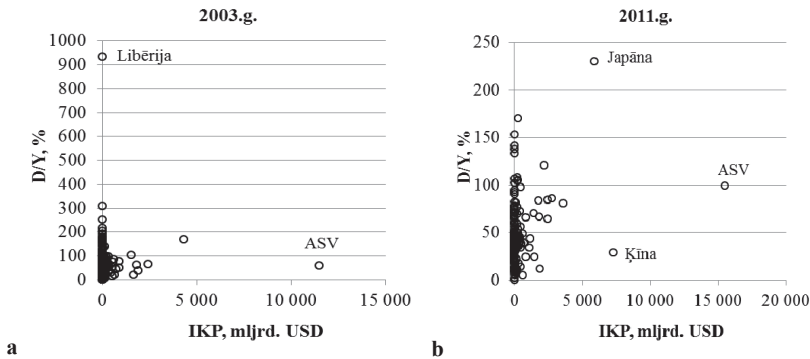 2003.g.
1000
900
800
700
600
500
400
300
200
100
0
D/Y, %
Libērija
ASV
0
5 000
10 000
15 000
IKP, mljrd. USD
a
2011.g.
250
200
150
100
50
0
D/Y, %
Japāna
ASV
Ķīna
0
5 000
10 000
15 000
20 000
IKP, mljrd. USD
b